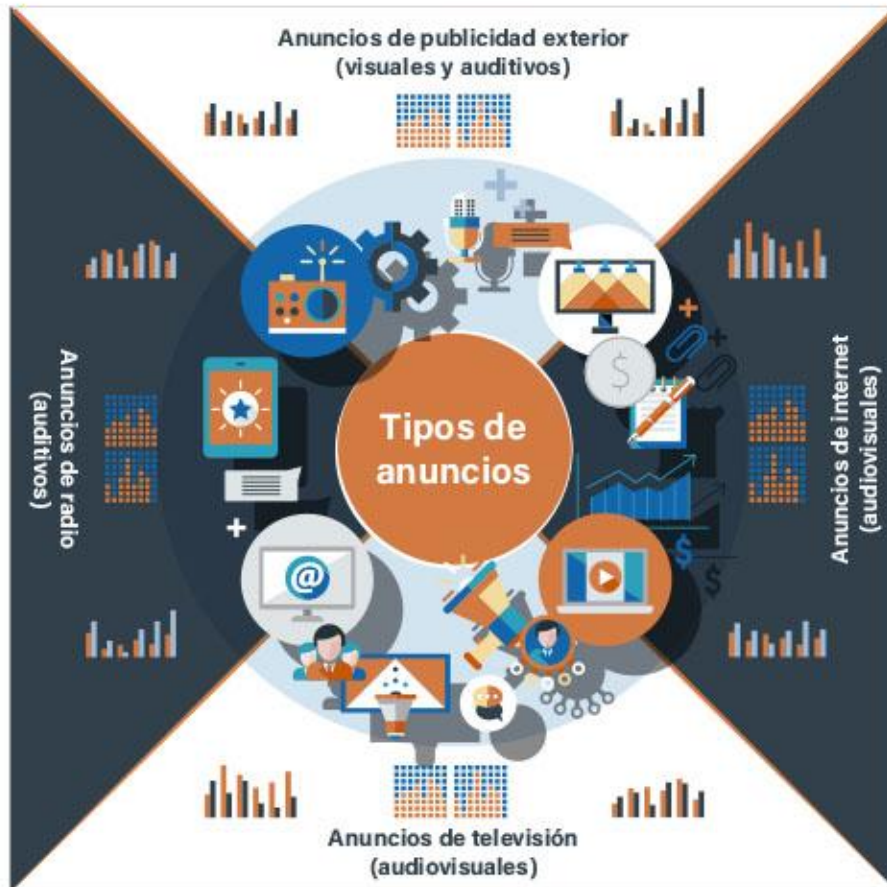 Anuncios de publicidad exterior
(visuales y auditivos)
Tipos de
anuncios
Anuncios de radio
(auditivos)
Anuncios de internet
(audiovisuales)
Anuncios de televisión
(audiovisuales)
@
$
$
$